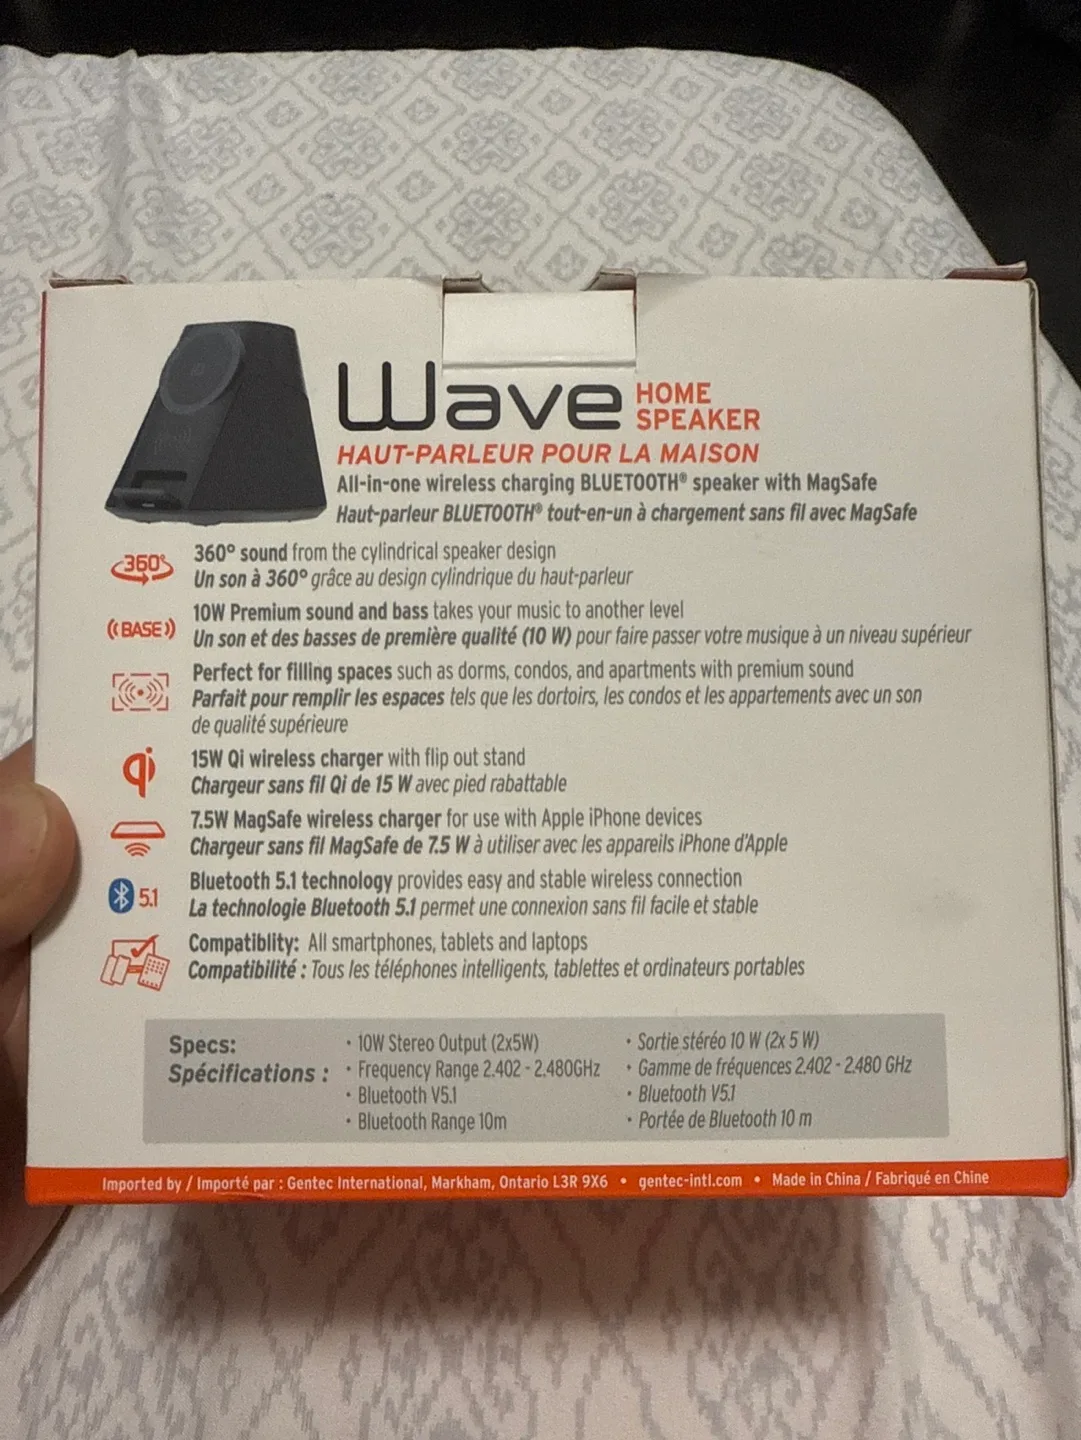 Wave HOME SPEAKER
HAUT-PARLEUR POUR LA MAISON
All-in-one wireless charging BLUETOOTH® speaker with MagSafe
Haut-parleur BLUETOOTH® tout-en-un à chargement sans fil avec MagSafe
360°
360° sound from the cylindrical speaker design
Un son à 360° grâce au design cylindrique du haut-parleur
((BASE))
10W Premium sound and bass takes your music to another level
Un son et des basses de première qualité (10 W) pour faire passer votre musique à un niveau supérieur
Perfect for filling spaces such as dorms, condos, and apartments with premium sound
Parfait pour remplir les espaces tels que les dortoirs, les condos et les appartements avec un son
de qualité supérieure
qi
15W Qi wireless charger with flip out stand
Chargeur sans fil Qi de 15 W avec pied rabattable
7.5W MagSafe wireless charger for use with Apple iPhone devices
Chargeur sans fil MagSafe de 7.5 W à utiliser avec les appareils iPhone d'Apple
5.1
Bluetooth 5.1 technology provides easy and stable wireless connection
La technologie Bluetooth 5.1 permet une connexion sans fil facile et stable
Compatiblity: All smartphones, tablets and laptops
Compatibilité : Tous les téléphones intelligents, tablettes et ordinateurs portables
Specs:
Spécifications :
• 10W Stereo Output (2x5W)
• Frequency Range 2.402 - 2.480GHz
• Bluetooth V5.1
• Bluetooth Range 10m
• Sortie stéréo 10 W (2x 5 W)
• Gamme de fréquences 2.402 - 2.480 GHz
• Bluetooth V5.1
• Portée de Bluetooth 10 m
Imported by / Importé par : Gentec International, Markham, Ontario L3R 9X6 • gentec-intl.com • Made in China / Fabriqué en Chine